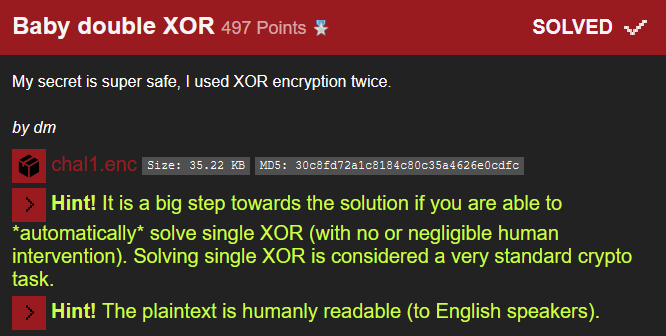 Baby double XOR 497 Points SOLVED
My secret is super safe, I used XOR encryption twice.
by dm
chal1.enc Size: 35.22 KB MD5: 30c8fd72a1c8184c80c35a4626e0cdfc
> Hint! It is a big step towards the solution if you are able to
*automatically* solve single XOR (with no or negligible human
intervention). Solving single XOR is considered a very standard crypto
task.
> Hint! The plaintext is humanly readable (to English speakers).